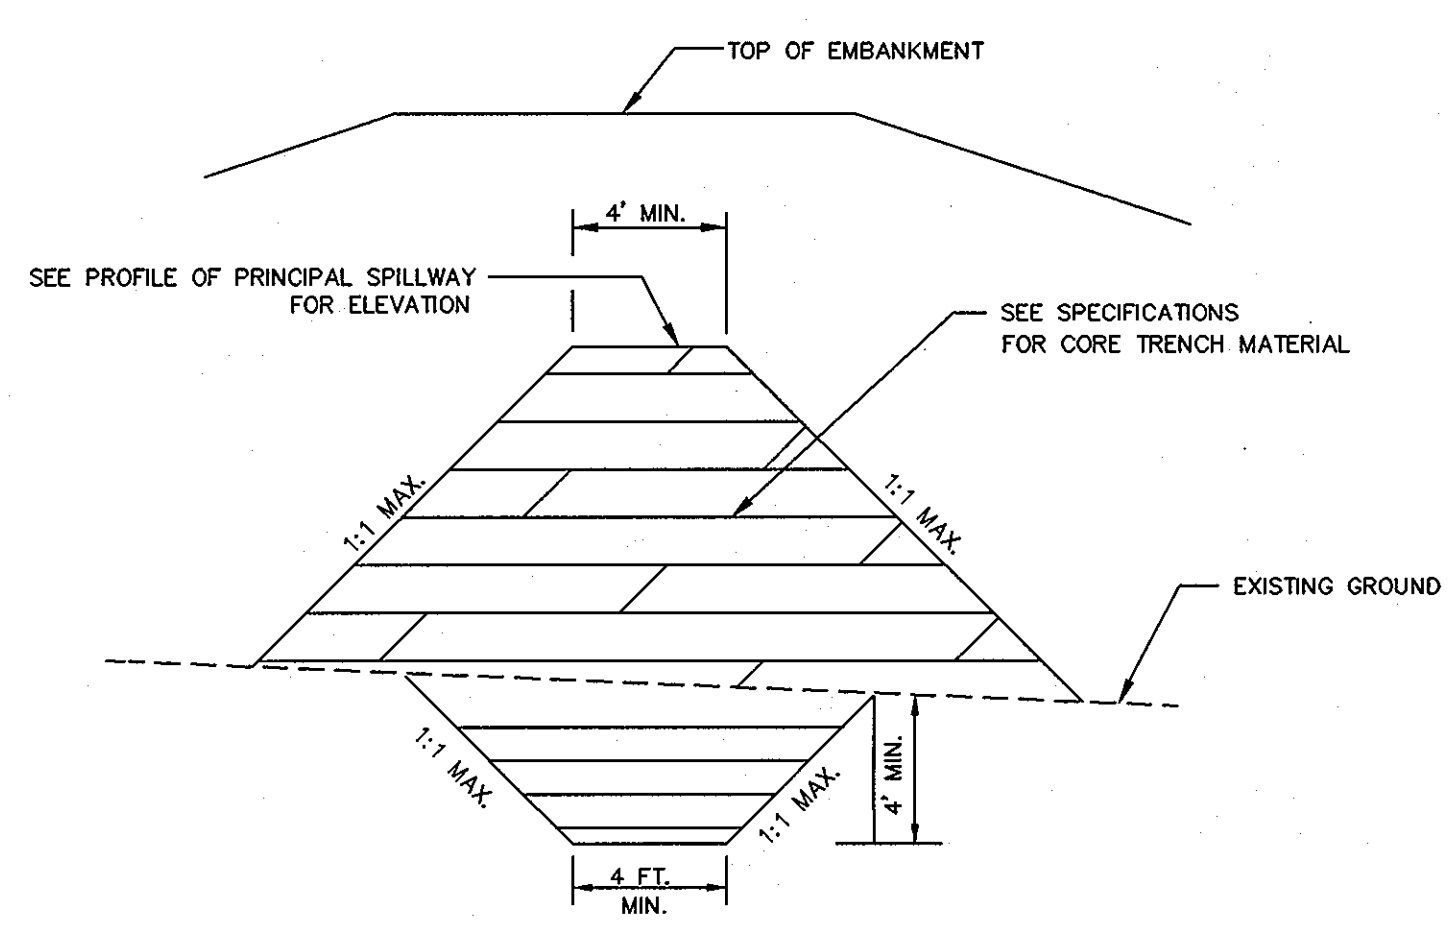 TOP OF EMBANKMENT
4' MIN.
SEE PROFILE OF PRINCIPAL SPILLWAY
FOR ELEVATION
SEE SPECIFICATIONS
FOR CORE TRENCH MATERIAL
1:1 MAX.
1:1 MAX.
EXISTING GROUND
1:1 MAX.
1:1 MAX.
4' MIN.
4 FT.
MIN.